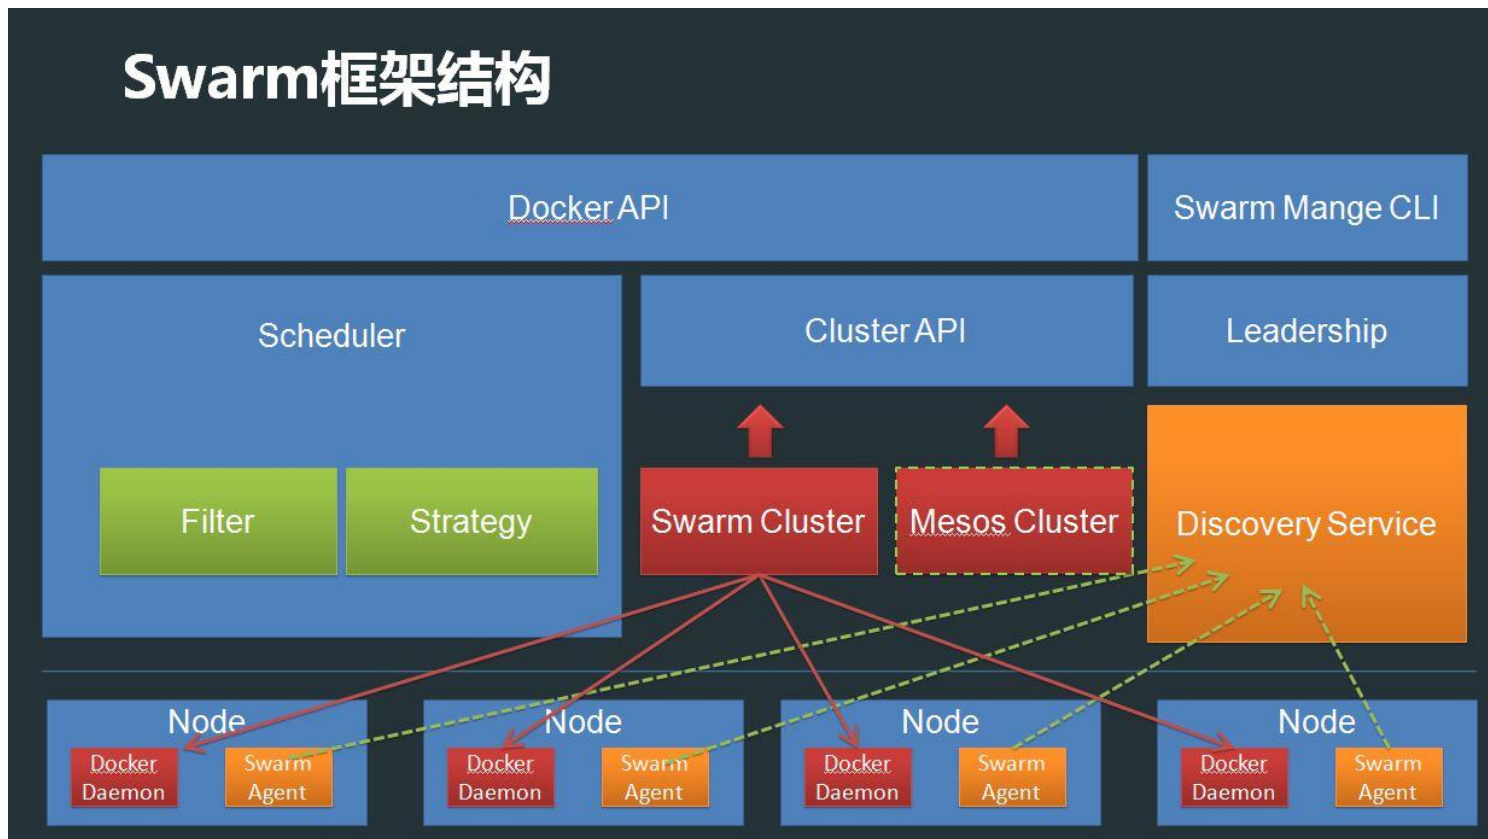 Swarm框架结构
Docker API
Swarm Mange CLI
Scheduler
Cluster API
Leadership
Filter
Strategy
Swarm Cluster
Mesos Cluster
Discovery Service
Node
Docker
Daemon
Swarm
Agent
Node
Docker
Daemon
Swarm
Agent
Node
Docker
Daemon
Swarm
Agent
Node
Docker
Daemon
Swarm
Agent